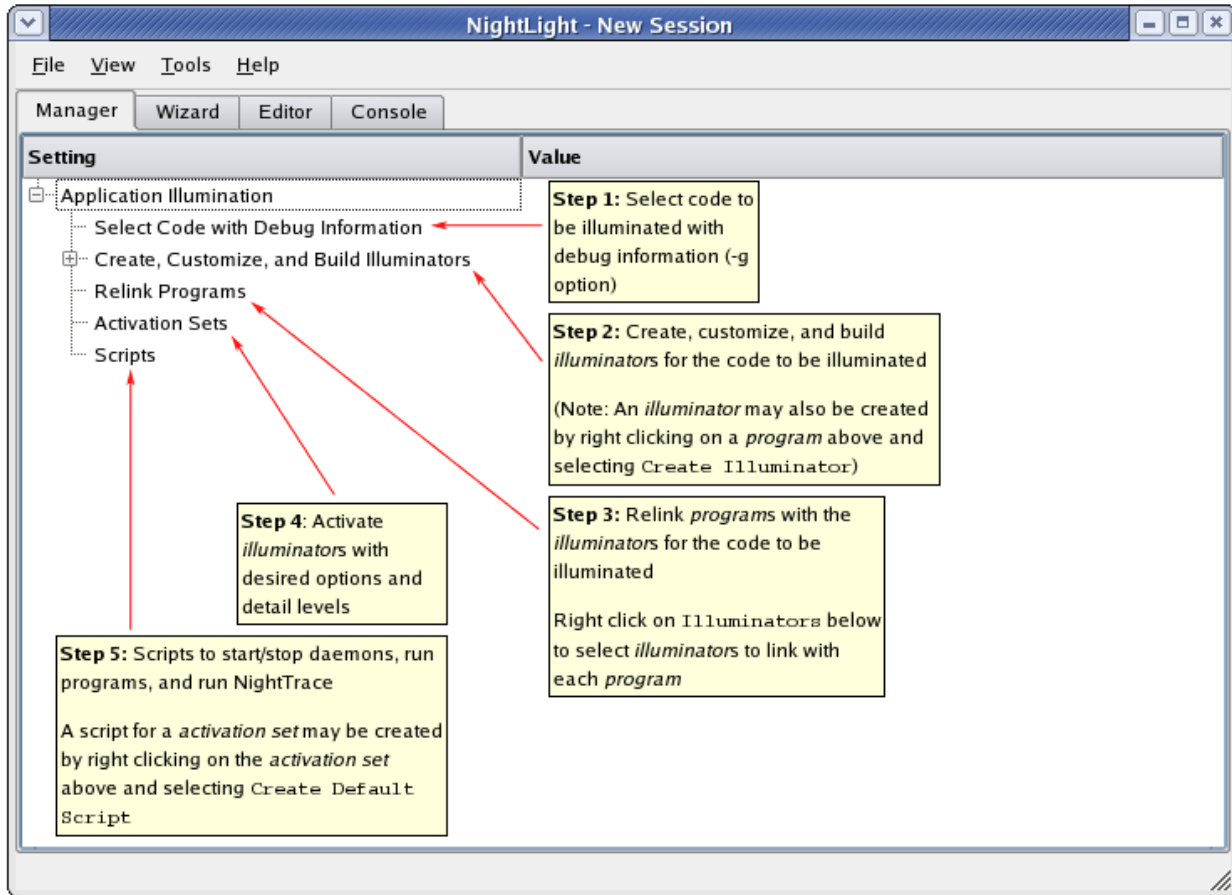 NightLight - New Session
File View Tools Help
Manager Wizard Editor Console
Setting Value
Application Illumination
Select Code with Debug Information
Create, Customize, and Build Illuminators
Relink Programs
Activation Sets
Scripts
Step 1: Select code to
be illuminated with
debug information (-g
option)
Step 2: Create, customize, and build
illuminators for the code to be illuminated
(Note: An illuminator may also be created
by right clicking on a program above and
selecting Create Illuminator)
Step 3: Relink programs with the
illuminators for the code to be
illuminated
Right click on Illuminators below
to select illuminators to link with
each program
Step 4: Activate
illuminators with
desired options and
detail levels
Step 5: Scripts to start/stop daemons, run
programs, and run NightTrace
A script for a activation set may be created
by right clicking on the activation set
above and selecting Create Default
Script